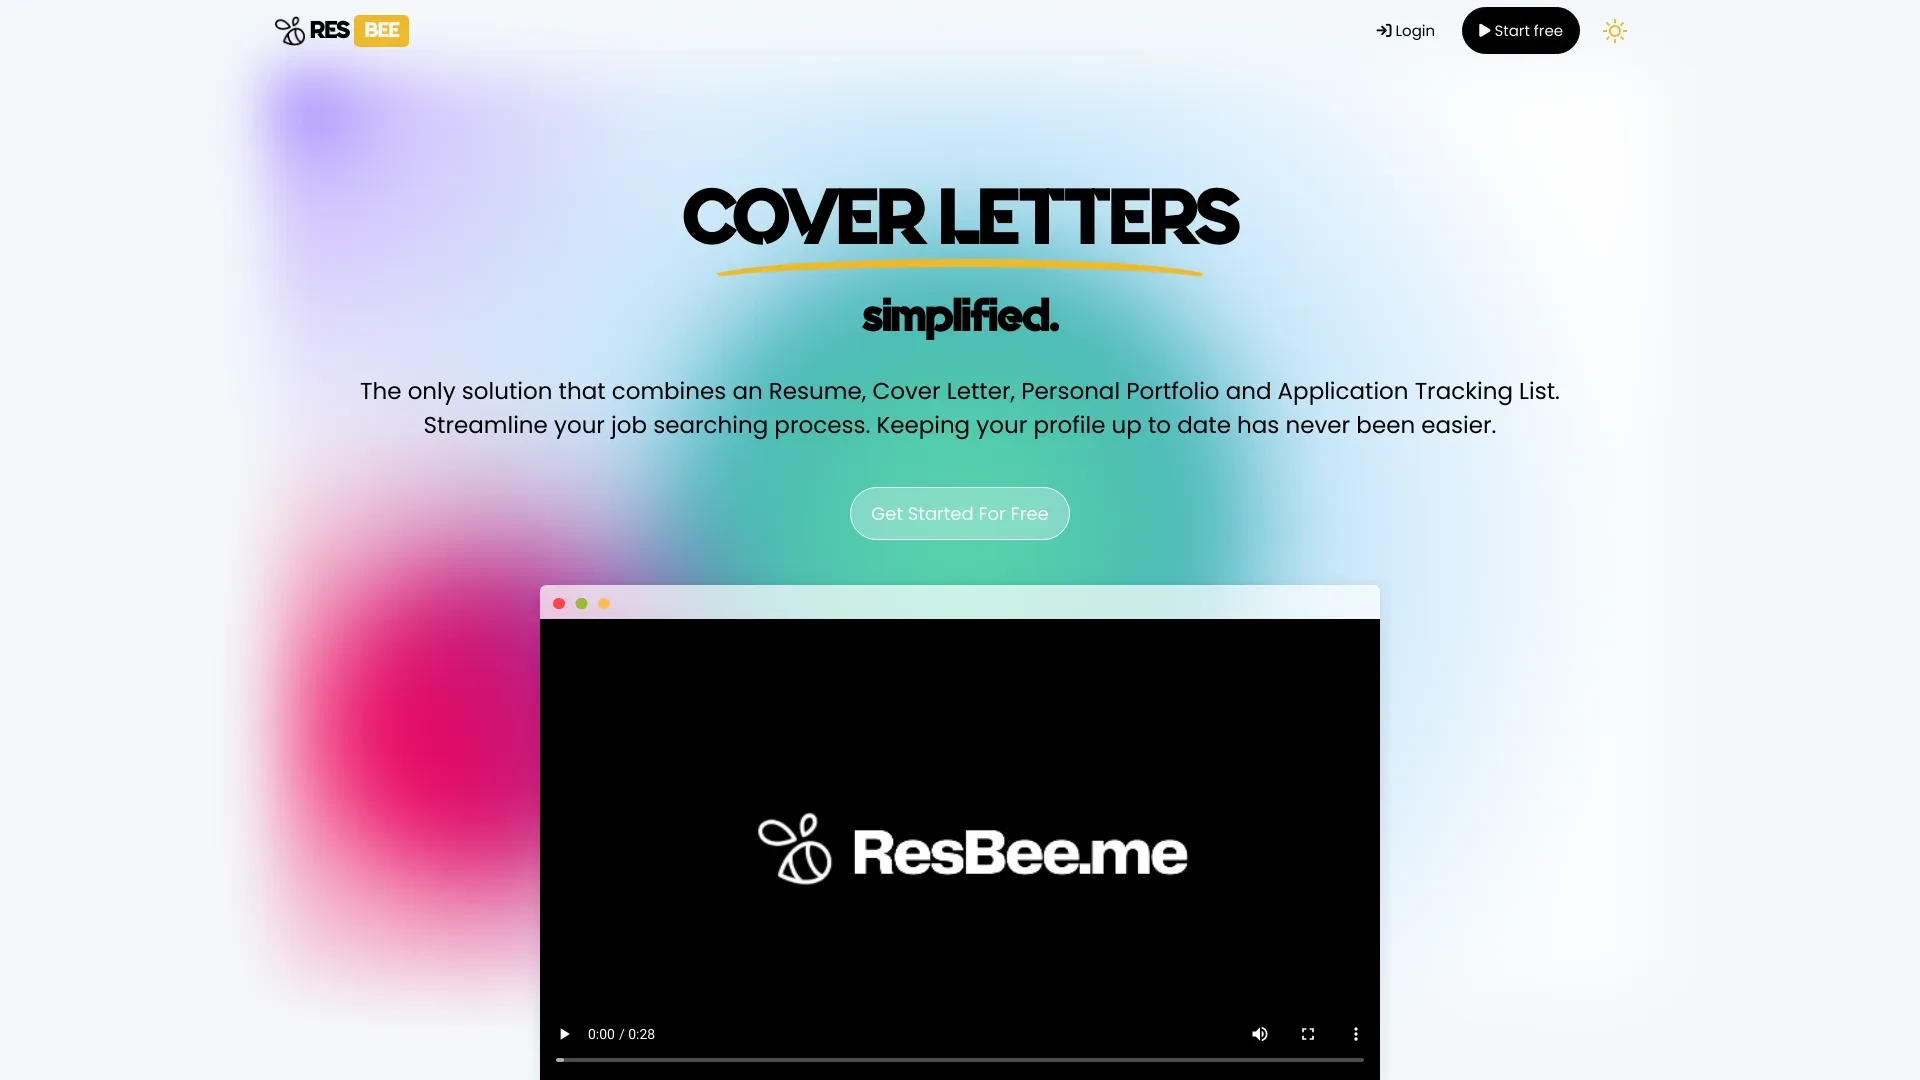 RES BEE
Login
Start free
COVER LETTERS
simplified.
The only solution that combines an Resume, Cover Letter, Personal Portfolio and Application Tracking List.
Streamline your job searching process. Keeping your profile up to date has never been easier.
Get Started For Free
ResBee.me
0:00 / 0:28